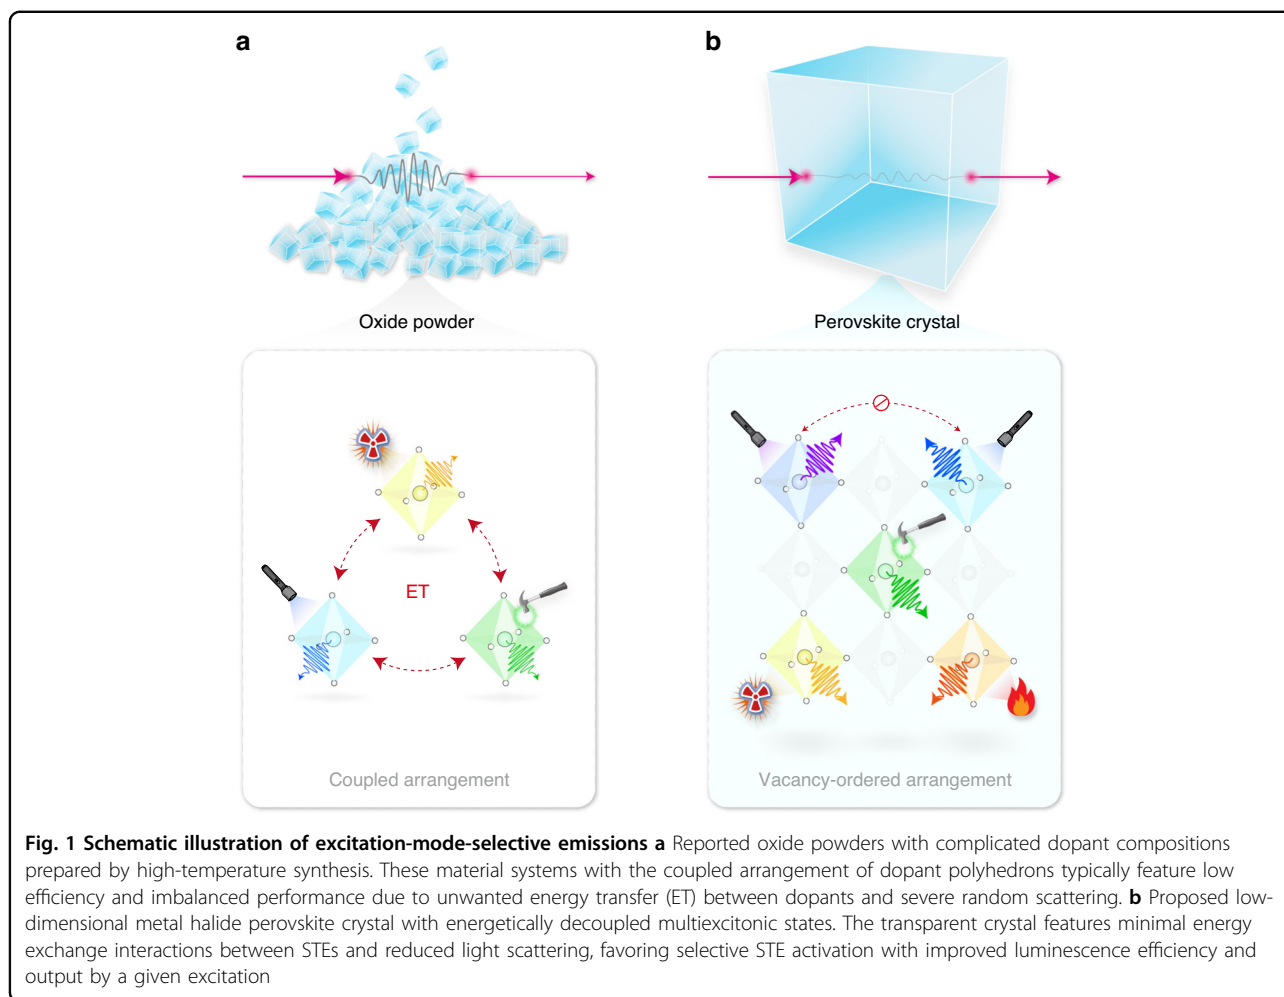 a
b
Oxide powder
Perovskite crystal
ET
Coupled arrangement
Vacancy-ordered arrangement
Fig. 1 Schematic illustration of excitation-mode-selective emissions a Reported oxide powders with complicated dopant compositions
prepared by high-temperature synthesis. These material systems with the coupled arrangement of dopant polyhedrons typically feature low
efficiency and imbalanced performance due to unwanted energy transfer (ET) between dopants and severe random scattering. b Proposed low-
dimensional metal halide perovskite crystal with energetically decoupled multiexcitonic states. The transparent crystal features minimal energy
exchange interactions between STEs and reduced light scattering, favoring selective STE activation with improved luminescence efficiency and
output by a given excitation